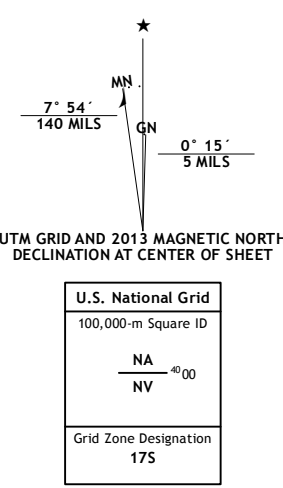 ★
MN
7° 54´
140 MILS
GN
0° 15´
5 MILS
UTM GRID AND 2013 MAGNETIC NORTH
DECLINATION AT CENTER OF SHEET
U.S. National Grid
100,000-m Square ID
NA
⁴⁰00
NV
Grid Zone Designation
17S